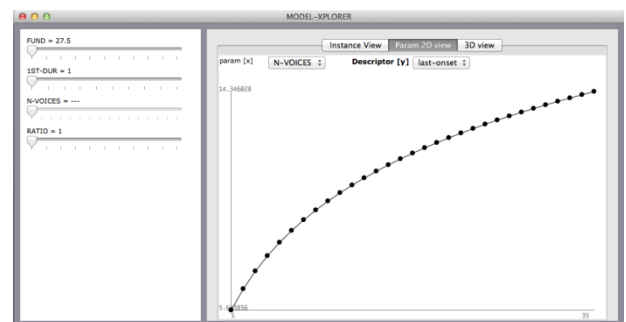 MODEL-XPLORER
FUND = 27.5
1ST-DUR = 1
N-VOICES = ---
RATIO = 1
Instance View Param 2D view 3D view
param [x] N-VOICES Descriptor [y] last-onset
14.346028
5
35